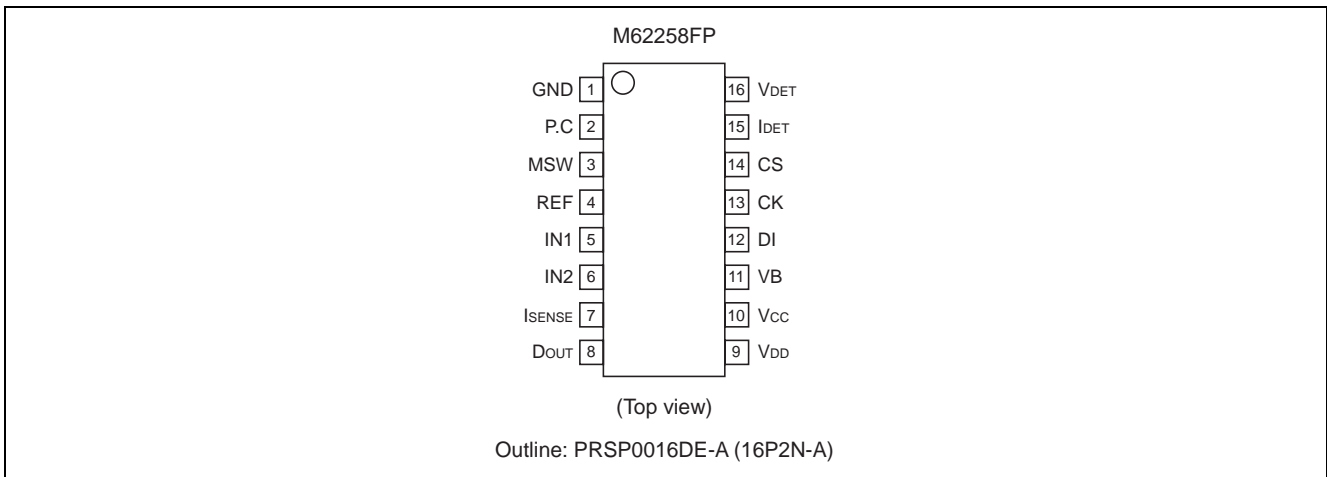 M62258FP
GND 1 16 VDET
P.C 2 15 IDET
MSW 3 14 CS
REF 4 13 CK
IN1 5 12 DI
IN2 6 11 VB
ISENSE 7 10 VCC
DOUT 8 9 VDD
(Top view)
Outline: PRSP0016DE-A (16P2N-A)